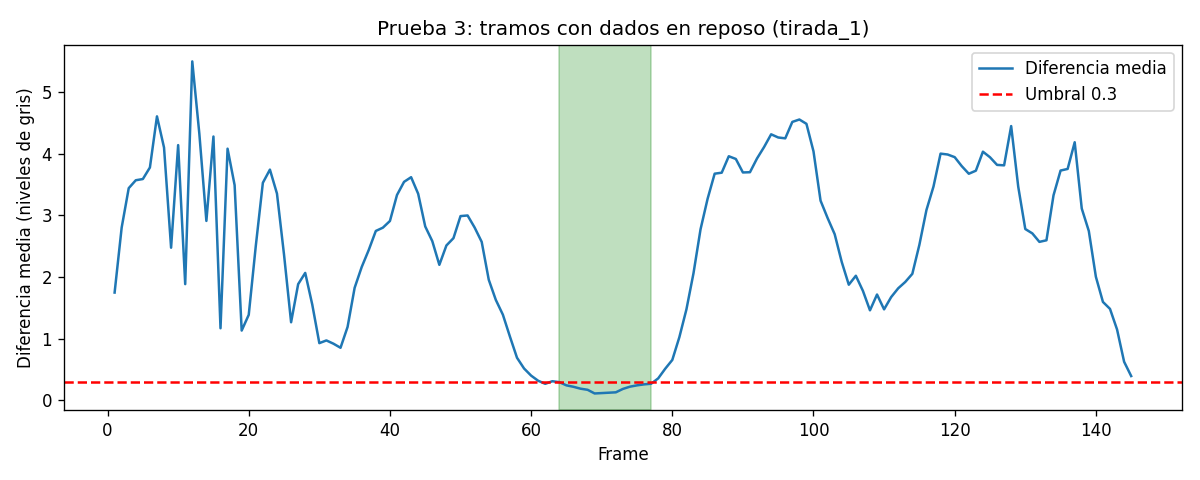 Prueba 3: tramos con dados en reposo (tirada_1)
Diferencia media
Umbral 0.3
Diferencia media (niveles de gris)
5
4
3
2
1
0
0 20 40 60 80 100 120 140
Frame